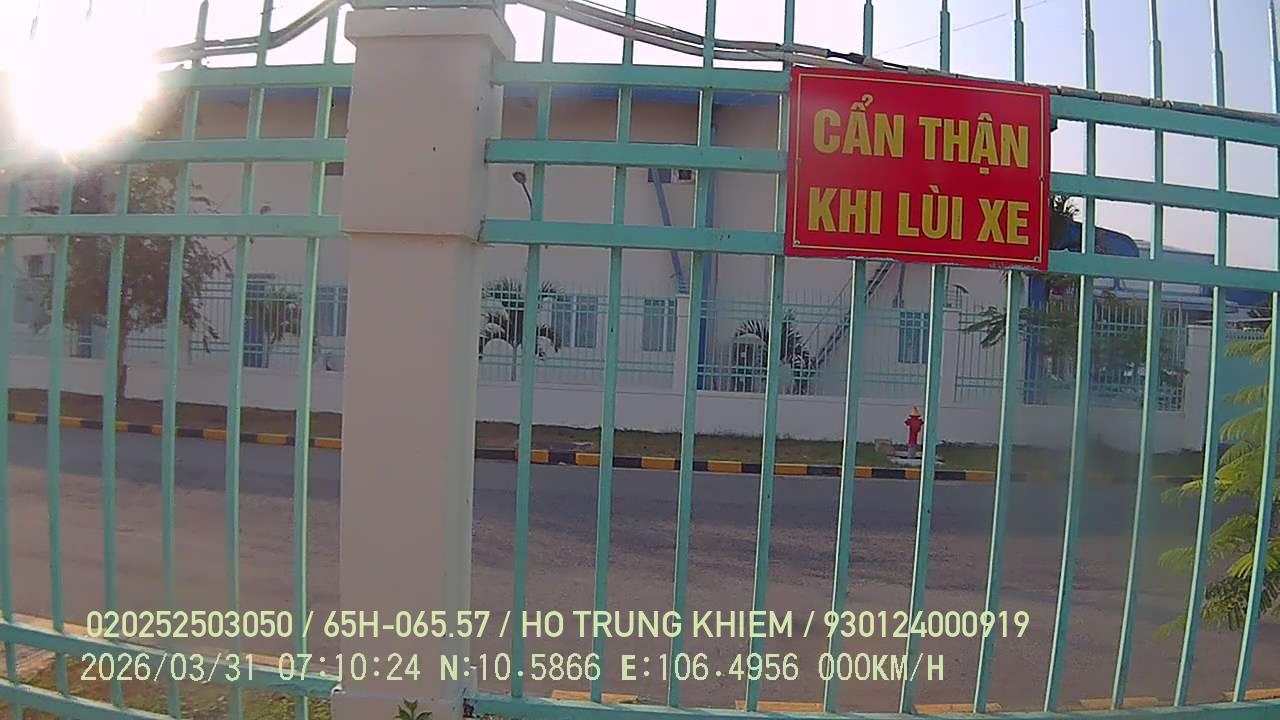 CẨN THẬN
KHI LÙI XE
020252503050 / 65H-065.57 / HO TRUNG KHIEM / 930124000919
2026/03/31 07:10:24 N:10.5866 E:106.4956 000KM/H